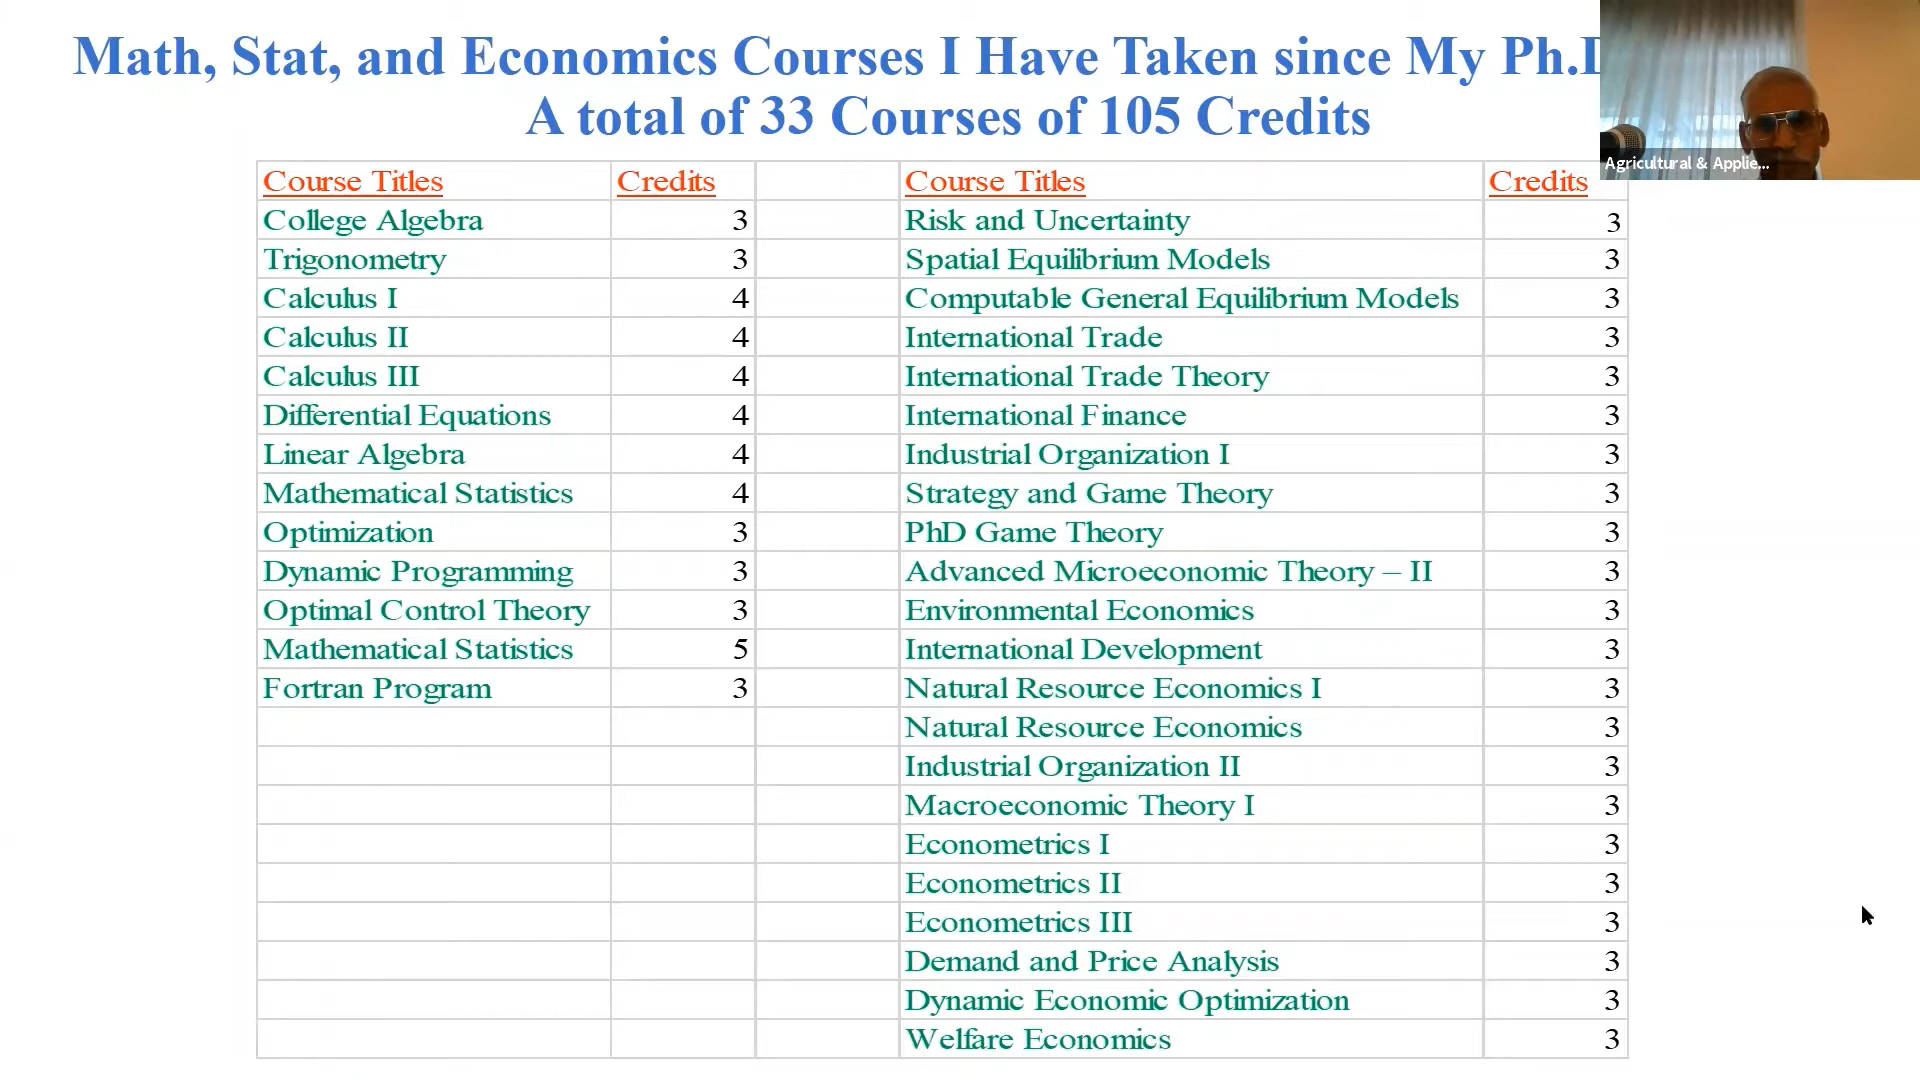 Math, Stat, and Economics Courses I Have Taken since My Ph.D
A total of 33 Courses of 105 Credits
Agricultural & Applie...
Course Titles Credits Course Titles Credits
College Algebra 3 Risk and Uncertainty 3
Trigonometry 3 Spatial Equilibrium Models 3
Calculus I 4 Computable General Equilibrium Models 3
Calculus II 4 International Trade 3
Calculus III 4 International Trade Theory 3
Differential Equations 4 International Finance 3
Linear Algebra 4 Industrial Organization I 3
Mathematical Statistics 4 Strategy and Game Theory 3
Optimization 3 PhD Game Theory 3
Dynamic Programming 3 Advanced Microeconomic Theory – II 3
Optimal Control Theory 3 Environmental Economics 3
Mathematical Statistics 5 International Development 3
Fortran Program 3 Natural Resource Economics I 3
Natural Resource Economics 3
Industrial Organization II 3
Macroeconomic Theory I 3
Econometrics I 3
Econometrics II 3
Econometrics III 3
Demand and Price Analysis 3
Dynamic Economic Optimization 3
Welfare Economics 3